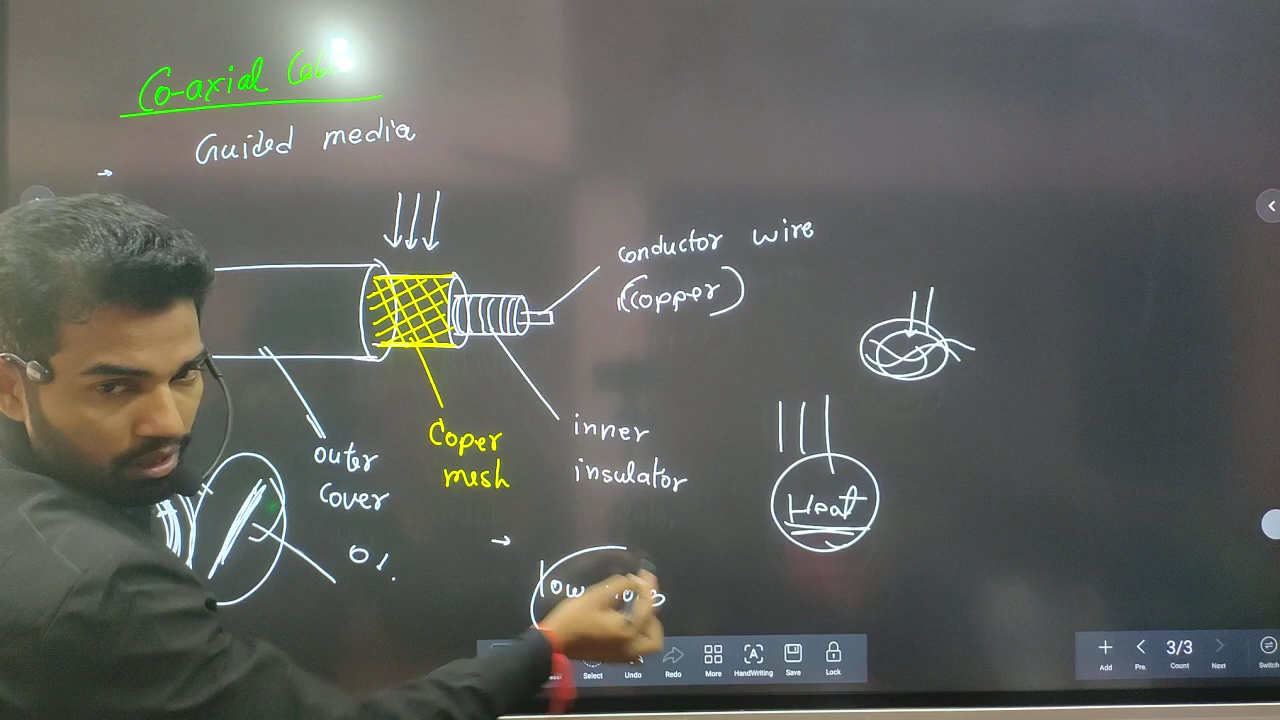 Co-axial
Guided media
conductor wire
(Copper)
outer
cover
Coper
mesh
inner
insulator
Heat
low
Select
Undo
Redo
More
HandWriting
Save
Lock
Add
Pre.
3/3
Count
Next
Switch